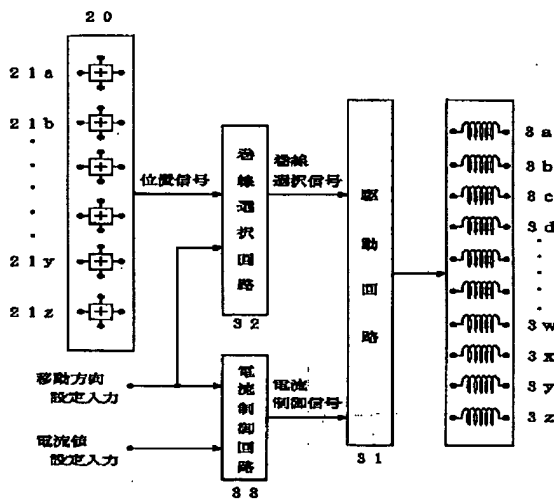 20
21a
21b
21y
21z
位置信号
巻線選択回路
32
巻線
選択信号
駆動回路
31
3a
3b
3c
3d
3w
3x
3y
3z
移動方向
設定入力
電流値
設定入力
電流制御回路
33
電流
制御信号